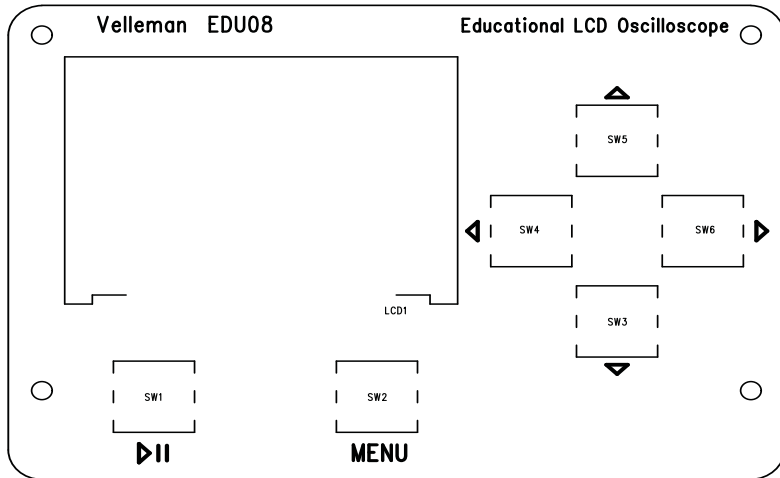 Velleman EDU08
Educational LCD Oscilloscope
SW5
SW4
SW6
SW3
LCD1
SW1
SW2
MENU